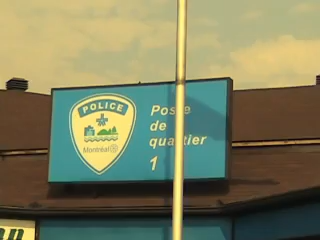 POLICE
Montréal
Poste
de
quartier
1